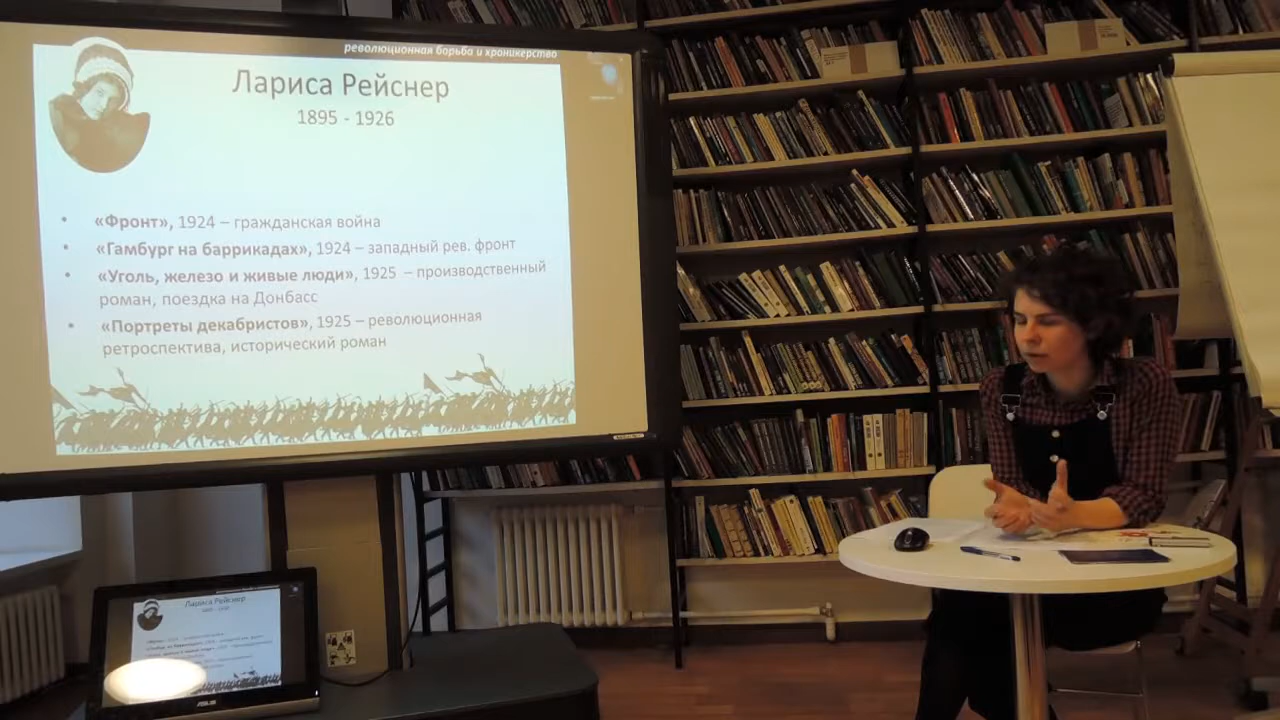 революционная борьба и хроникерство
Лариса Рейснер
1895 - 1926
• «Фронт», 1924 – гражданская война
• «Гамбург на баррикадах», 1924 – западный рев. фронт
• «Уголь, железо и живые люди», 1925 – производственный
роман, поездка на Донбасс
• «Портреты декабристов», 1925 – революционная
ретроспектива, исторический роман
Лариса Рейснер
ASUS